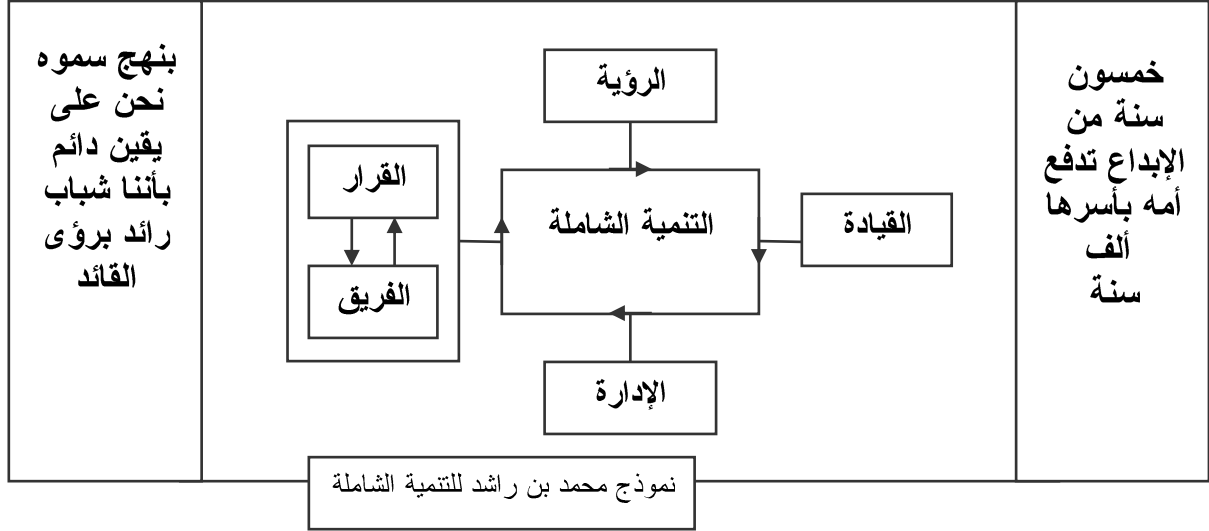 خمسون
سنة من
الإبداع تدفع
أمه بأسرها
ألف
سنة
الرؤية
القيادة
التنمية الشاملة
القرار
الفريق
الإدارة
بنهج سموه
نحن على
يقين دائم
بأننا شباب
رائد برؤى
القائد
نموذج محمد بن راشد للتنمية الشاملة